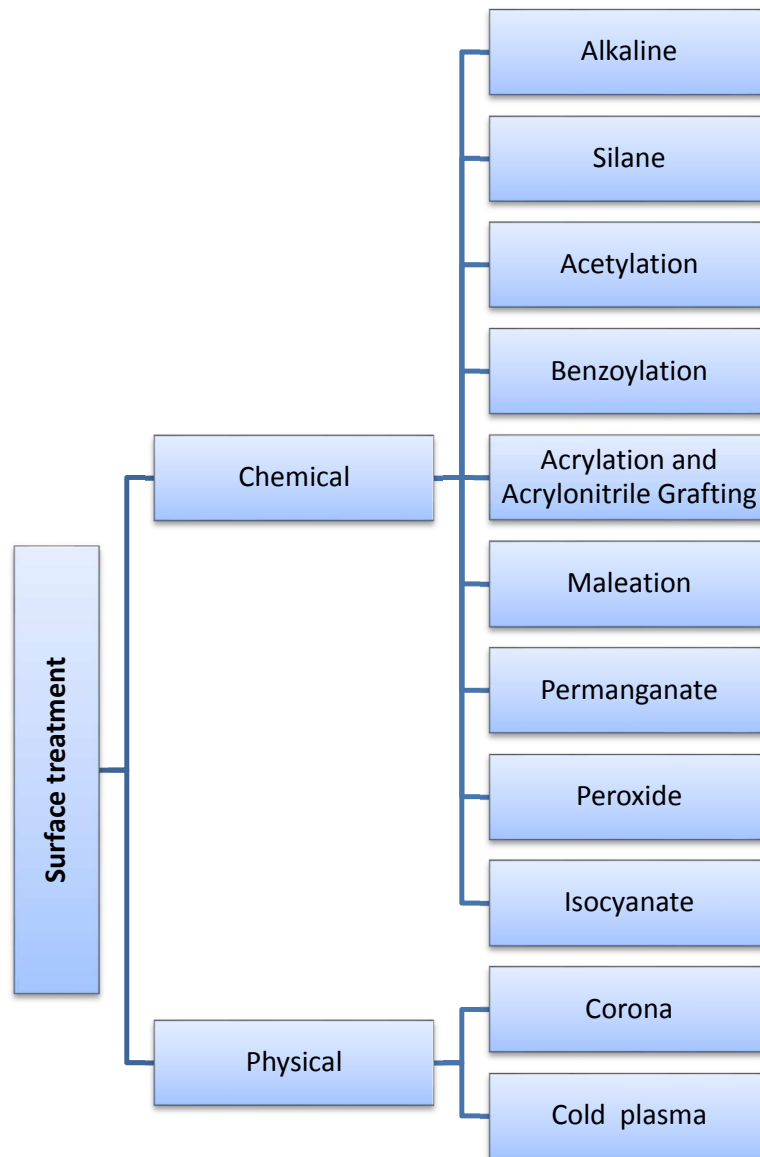 Surface treatment
Chemical
Alkaline
Silane
Acetylation
Benzoylation
Acrylation and
Acrylonitrile Grafting
Maleation
Permanganate
Peroxide
Isocyanate
Physical
Corona
Cold plasma